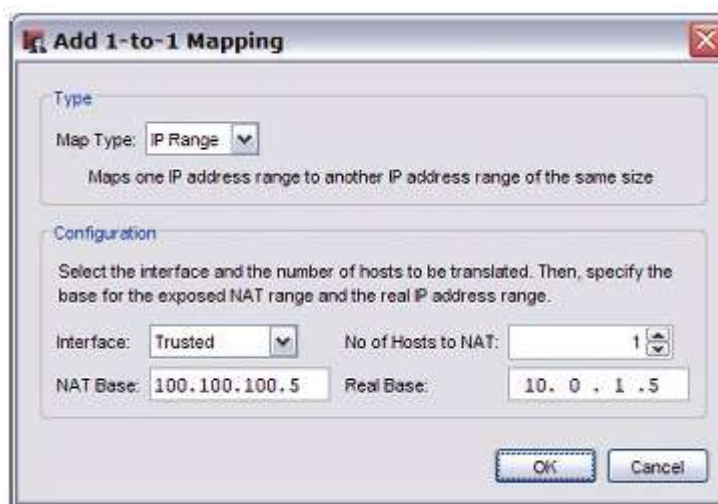 Add 1-to-1 Mapping
Type
Map Type: IP Range
Maps one IP address range to another IP address range of the same size
Configuration
Select the interface and the number of hosts to be translated. Then, specify the
base for the exposed NAT range and the real IP address range.
Interface: Trusted No of Hosts to NAT: 1
NAT Base: 100.100.100.5 Real Base: 10. 0 . 1 .5
OK Cancel